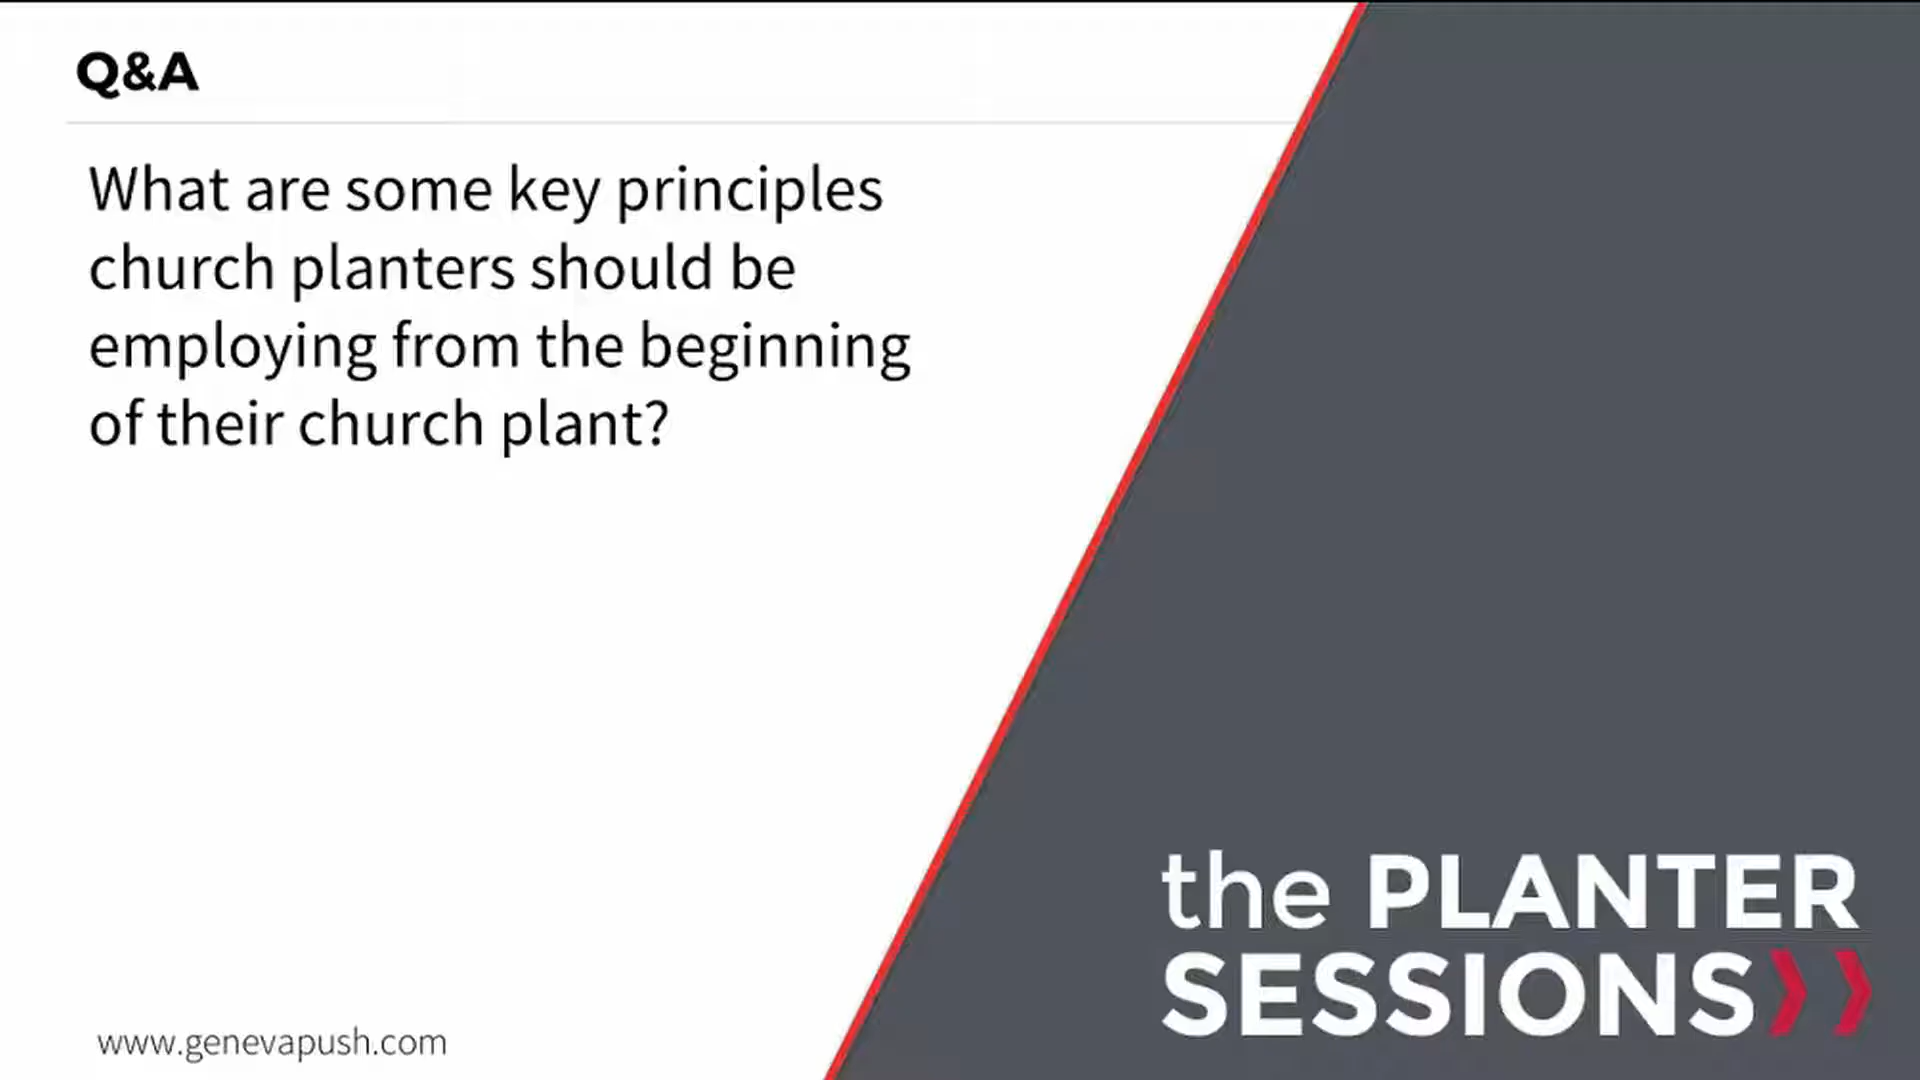 Q&A
What are some key principles
church planters should be
employing from the beginning
of their church plant?
the PLANTER
SESSIONS
www.genevapush.com